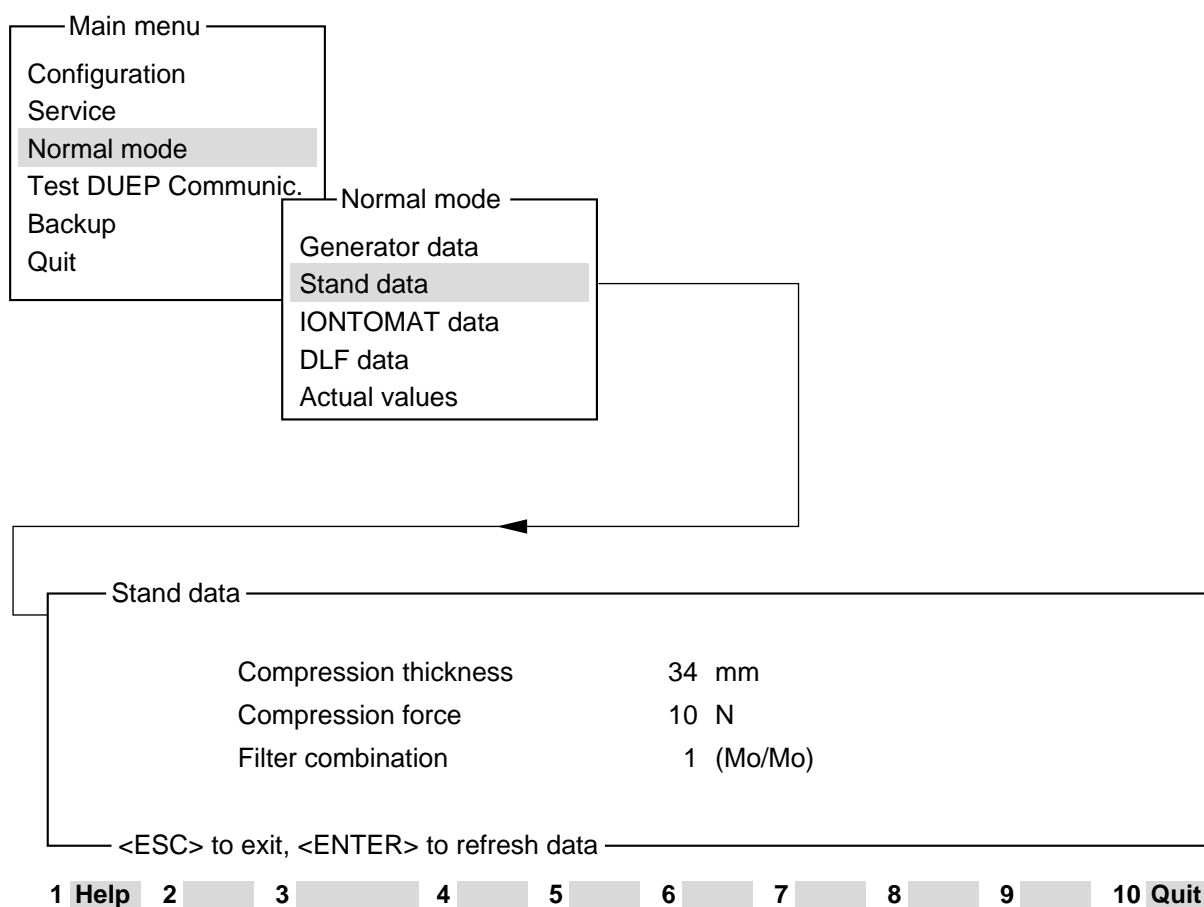 Main menu
Configuration
Service
Normal mode
Test DUEP Communic.
Backup
Quit
Normal mode
Generator data
Stand data
IONTOMAT data
DLF data
Actual values
Stand data
Compression thickness 34 mm
Compression force 10 N
Filter combination 1 (Mo/Mo)
<ESC> to exit, <ENTER> to refresh data
1 Help 2 3 4 5 6 7 8 9 10 Quit